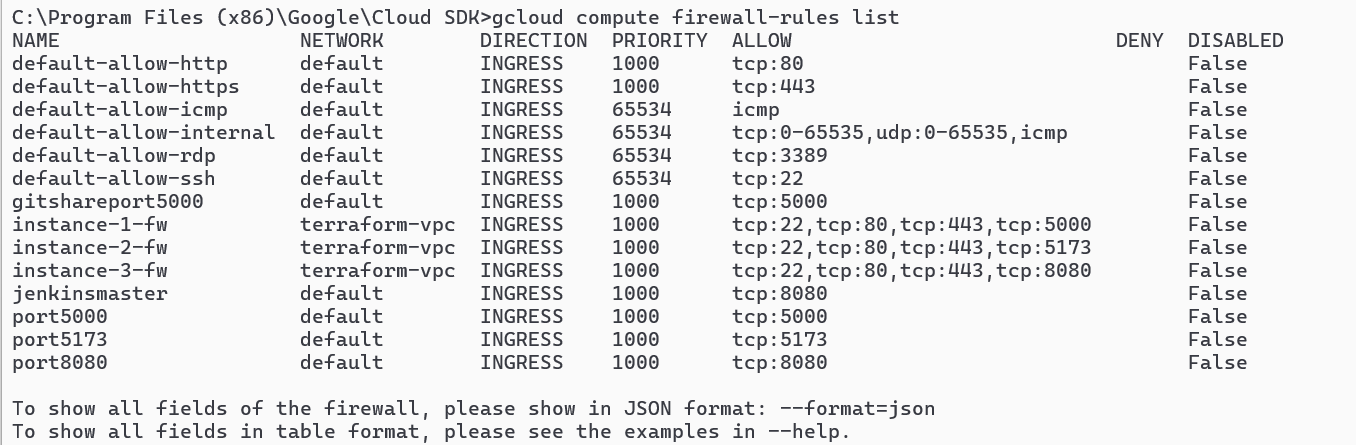 C:\Program Files (x86)\Google\Cloud SDK>gcloud compute firewall-rules list
NAME                    NETWORK        DIRECTION  PRIORITY  ALLOW                           DENY  DISABLED
default-allow-http      default        INGRESS    1000      tcp:80                                False
default-allow-https     default        INGRESS    1000      tcp:443                               False
default-allow-icmp      default        INGRESS    65534     icmp                                  False
default-allow-internal  default        INGRESS    65534     tcp:0-65535,udp:0-65535,icmp          False
default-allow-rdp       default        INGRESS    65534     tcp:3389                              False
default-allow-ssh       default        INGRESS    65534     tcp:22                                False
gitshareport5000        default        INGRESS    1000      tcp:5000                              False
instance-1-fw           terraform-vpc  INGRESS    1000      tcp:22,tcp:80,tcp:443,tcp:5000        False
instance-2-fw           terraform-vpc  INGRESS    1000      tcp:22,tcp:80,tcp:443,tcp:5173        False
instance-3-fw           terraform-vpc  INGRESS    1000      tcp:22,tcp:80,tcp:443,tcp:8080        False
jenkinsmaster           default        INGRESS    1000      tcp:8080                              False
port5000                default        INGRESS    1000      tcp:5000                              False
port5173                default        INGRESS    1000      tcp:5173                              False
port8080                default        INGRESS    1000      tcp:8080                              False
To show all fields of the firewall, please show in JSON format: --format=json
To show all fields in table format, please see the examples in --help.